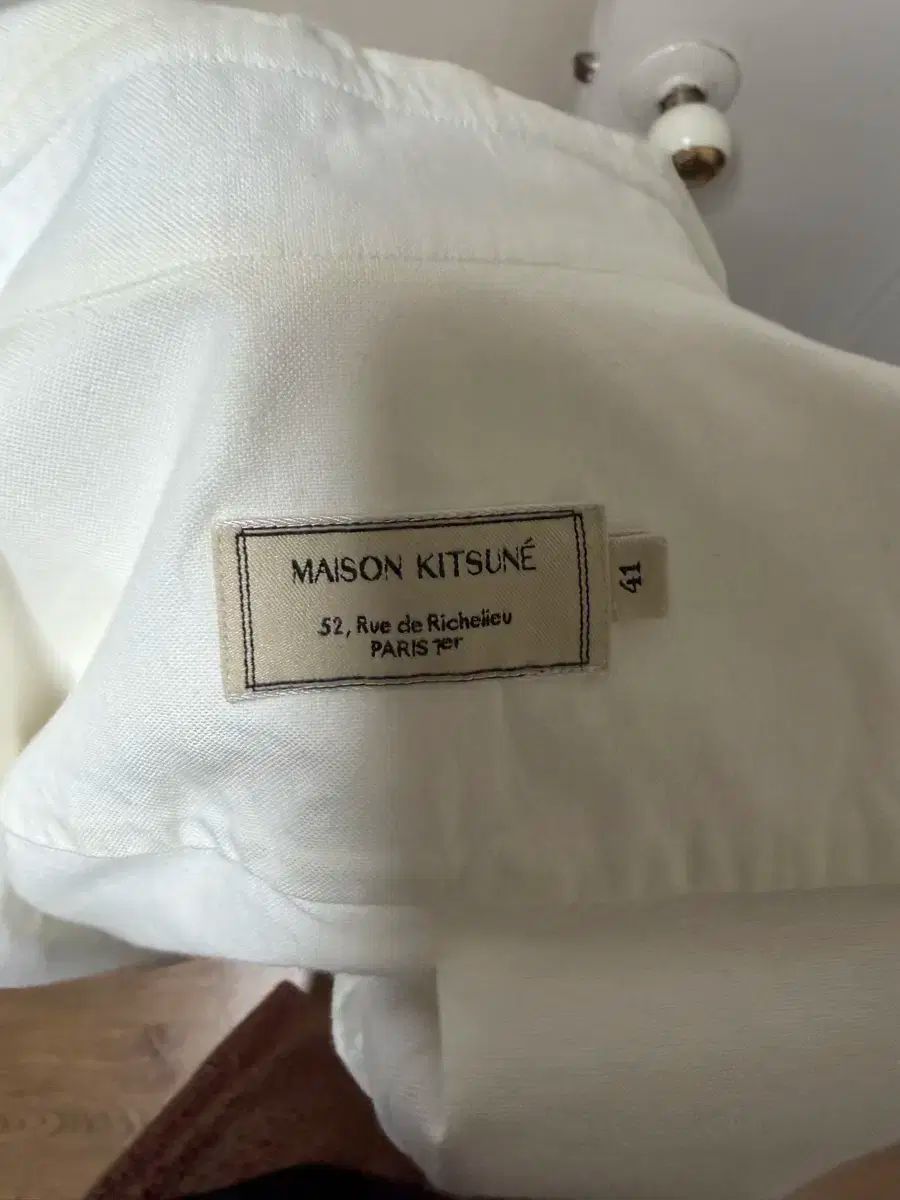 MAISON KITSUNÉ
52, Rue de Richelieu
PARIS 1er
41